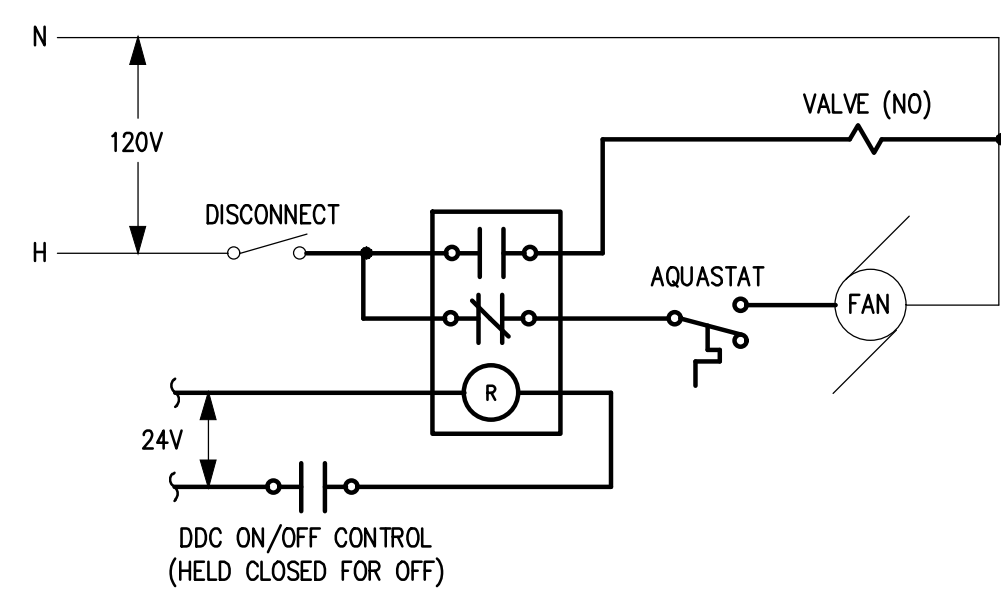 N
VALVE (NO)
120V
DISCONNECT
H
AQUASTAT
FAN
R
24V
DDC ON/OFF CONTROL
(HELD CLOSED FOR OFF)